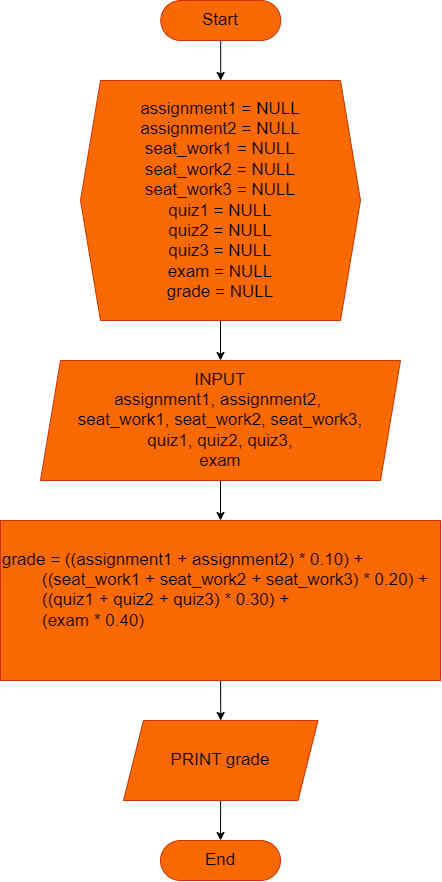 Start
assignment1 = NULL
assignment2 = NULL
seat_work1 = NULL
seat_work2 = NULL
seat_work3 = NULL
quiz1 = NULL
quiz2 = NULL
quiz3 = NULL
exam = NULL
grade = NULL
INPUT
assignment1, assignment2,
seat_work1, seat_work2, seat_work3,
quiz1, quiz2, quiz3,
exam
grade = ((assignment1 + assignment2) * 0.10) +
((seat_work1 + seat_work2 + seat_work3) * 0.20) +
((quiz1 + quiz2 + quiz3) * 0.30) +
(exam * 0.40)
PRINT grade
End